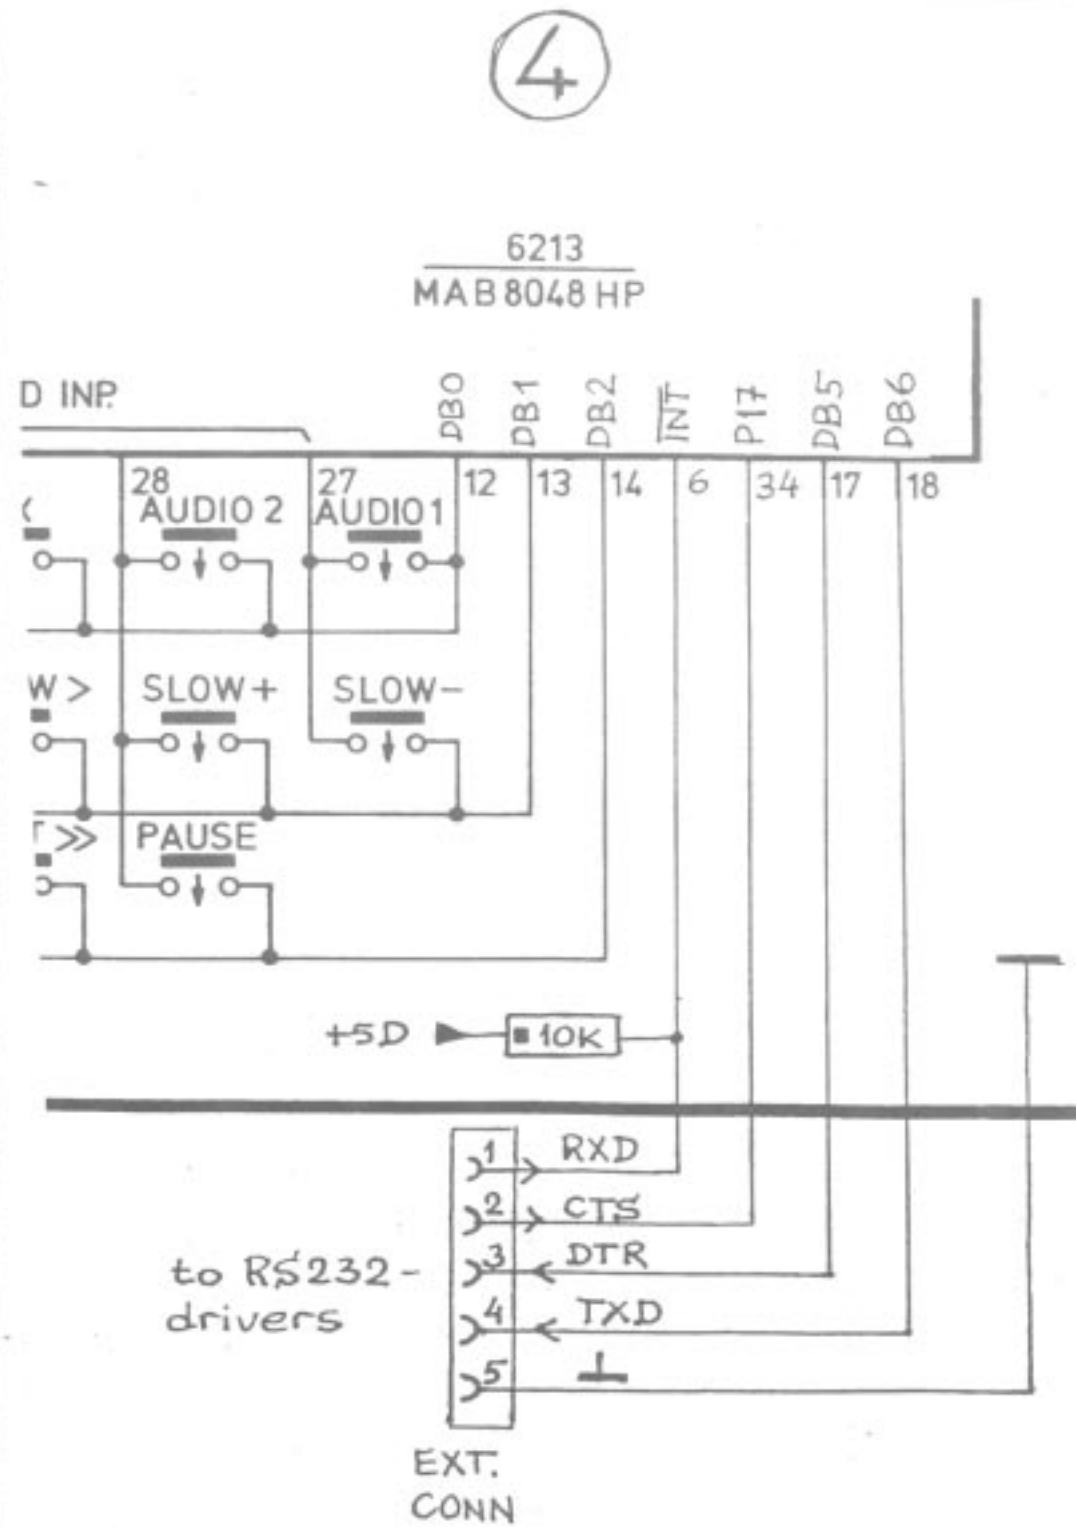 4
6213
MAB 8048 HP
D INP.
DB0
DB1
DB2
INT
P17
DB5
DB6
28
27
12
13
14
6
34
17
18
AUDIO 2
AUDIO 1
W >
SLOW +
SLOW -
T >>
PAUSE
+5D
10K
1 RXD
2 CTS
3 DTR
4 TXD
5
to RS232-
drivers
EXT.
CONN